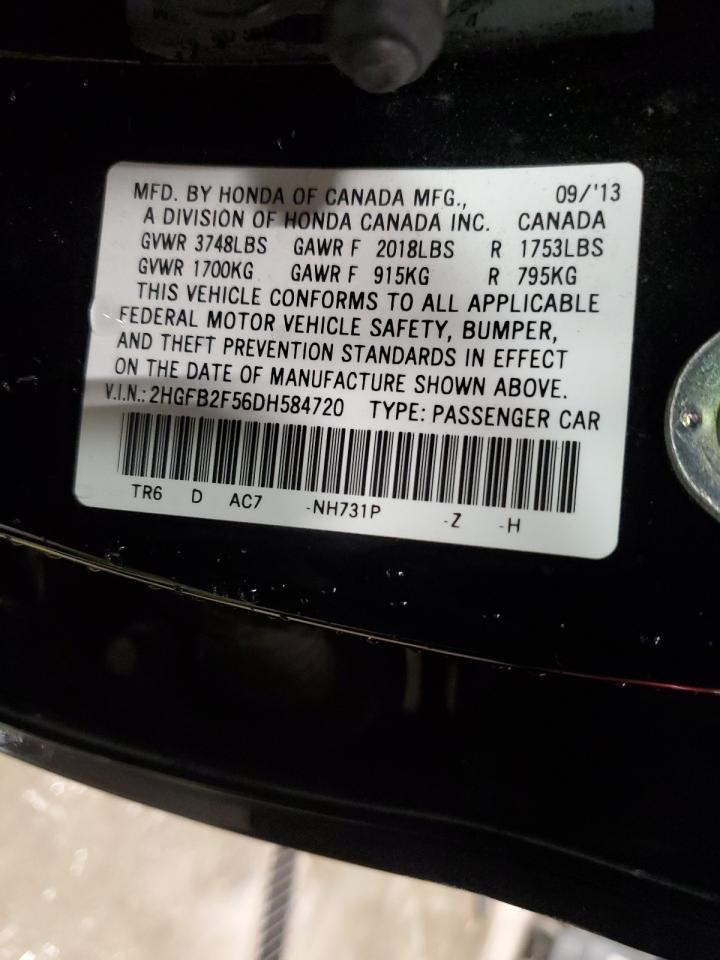 MFD. BY HONDA OF CANADA MFG., 09/'13
A DIVISION OF HONDA CANADA INC. CANADA
GVWR 3748LBS GAWR F 2018LBS R 1753LBS
GVWR 1700KG GAWR F 915KG R 795KG
THIS VEHICLE CONFORMS TO ALL APPLICABLE
FEDERAL MOTOR VEHICLE SAFETY, BUMPER,
AND THEFT PREVENTION STANDARDS IN EFFECT
ON THE DATE OF MANUFACTURE SHOWN ABOVE.
V.I.N.: 2HGFB2F56DH584720 TYPE: PASSENGER CAR
TR6 D AC7 -NH731P -Z -H